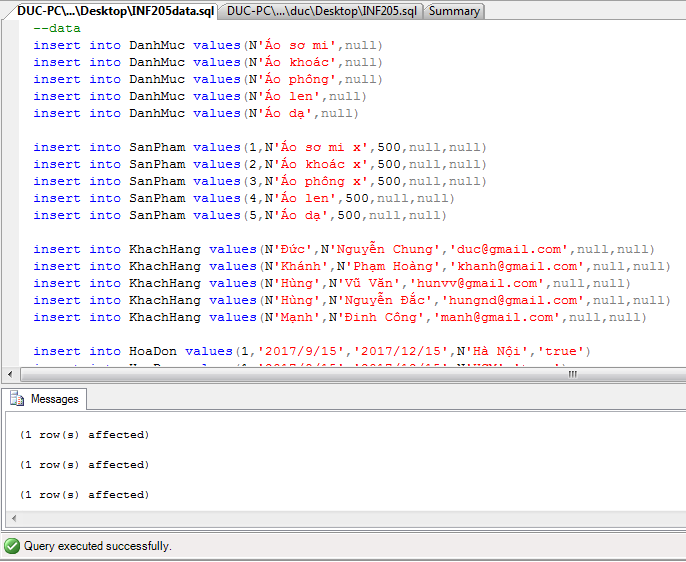 DUC-PC\...\Desktop\INF205data.sql DUC-PC\...\duc\Desktop\INF205.sql Summary
--data
insert into DanhMuc values(N'Áo sơ mi',null)
insert into DanhMuc values(N'Áo khoác',null)
insert into DanhMuc values(N'Áo phông',null)
insert into DanhMuc values(N'Áo len',null)
insert into DanhMuc values(N'Áo dạ',null)
insert into SanPham values(1,N'Áo sơ mi x',500,null,null)
insert into SanPham values(2,N'Áo khoác x',500,null,null)
insert into SanPham values(3,N'Áo phông x',500,null,null)
insert into SanPham values(4,N'Áo len',500,null,null)
insert into SanPham values(5,N'Áo dạ',500,null,null)
insert into KhachHang values(N'Đức',N'Nguyễn Chung','duc@gmail.com',null,null)
insert into KhachHang values(N'Khánh',N'Phạm Hoàng','khanh@gmail.com',null,null)
insert into KhachHang values(N'Hùng',N'Vũ Văn','hunvv@gmail.com',null,null)
insert into KhachHang values(N'Hùng',N'Nguyễn Đắc','hungnd@gmail.com',null,null)
insert into KhachHang values(N'Mạnh',N'Đinh Công','manh@gmail.com',null,null)
insert into HoaDon values(1,'2017/9/15','2017/12/15',N'Hà Nội','true')
Messages
(1 row(s) affected)
(1 row(s) affected)
(1 row(s) affected)
Query executed successfully.